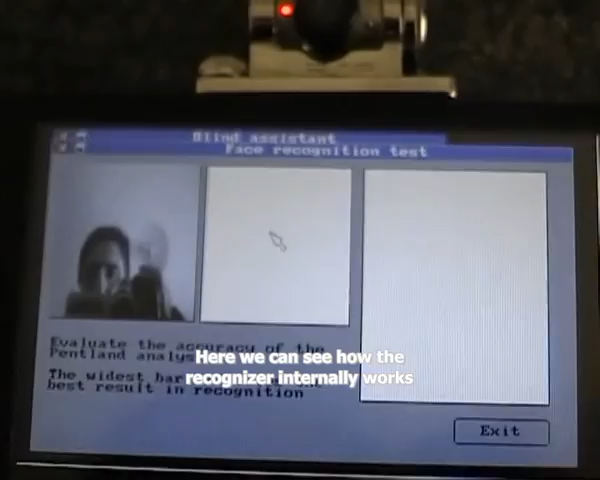 Blind assistant
Face recognition test
Evaluate the accuracy of the
Pentland analys
The widest bar
best result in recognition
Here we can see how the
recognizer internally works
Exit